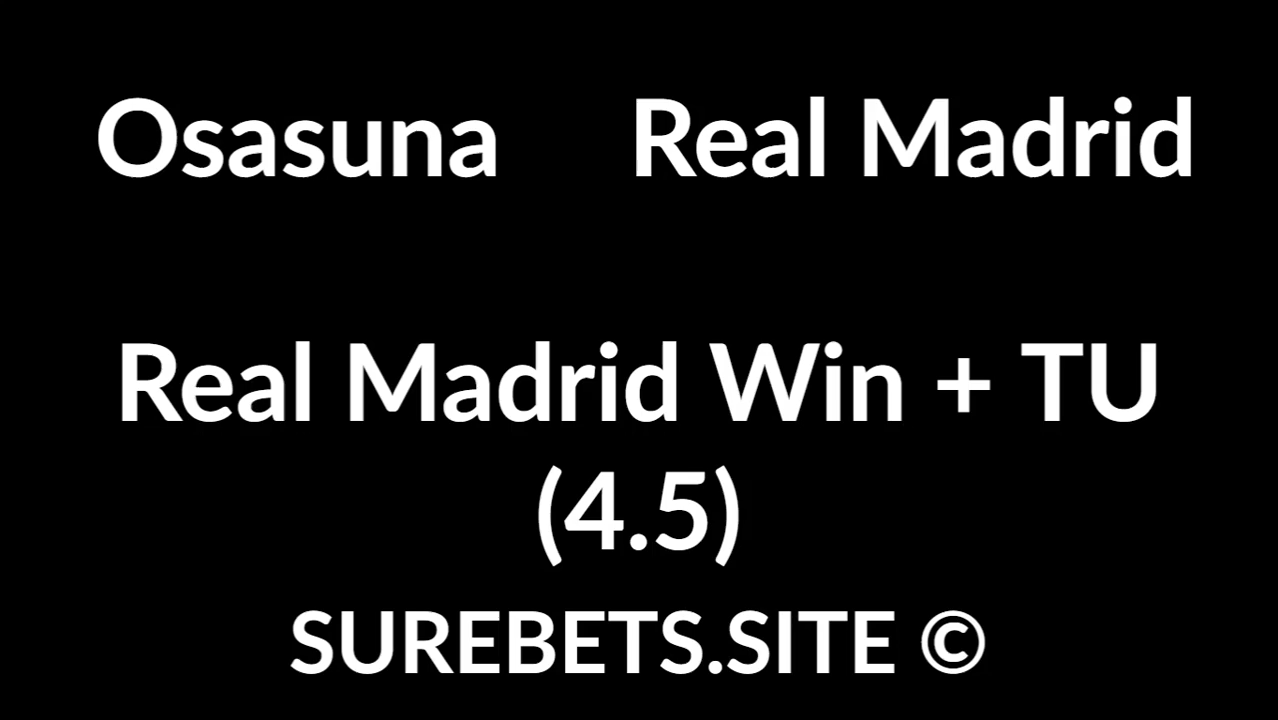 Osasuna Real Madrid
Real Madrid Win + TU
(4.5)
SUREBETS.SITE ©